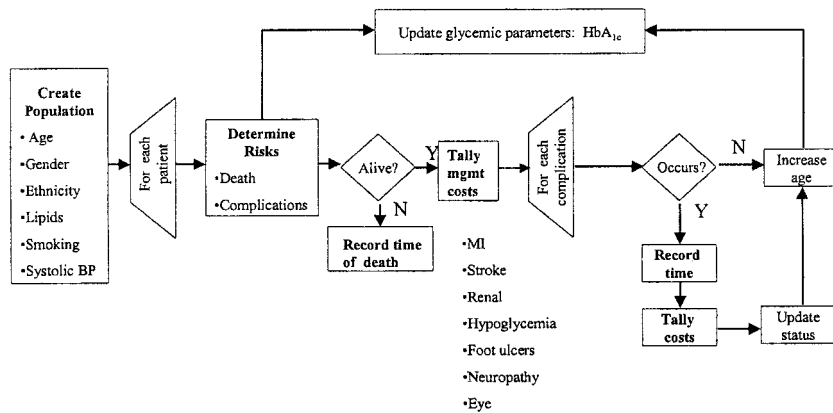 Update glycemic parameters: HbA1c
Create
Population
•Age
•Gender
•Ethnicity
•Lipids
•Smoking
•Systolic BP
For each
patient
Determine
Risks
•Death
•Complications
Alive?
Y
N
Record time
of death
Tally
mgmt
costs
For each
complication
•MI
•Stroke
•Renal
•Hypoglycemia
•Foot ulcers
•Neuropathy
•Eye
Occurs?
N
Y
Record
time
Tally
costs
Update
status
Increase
age